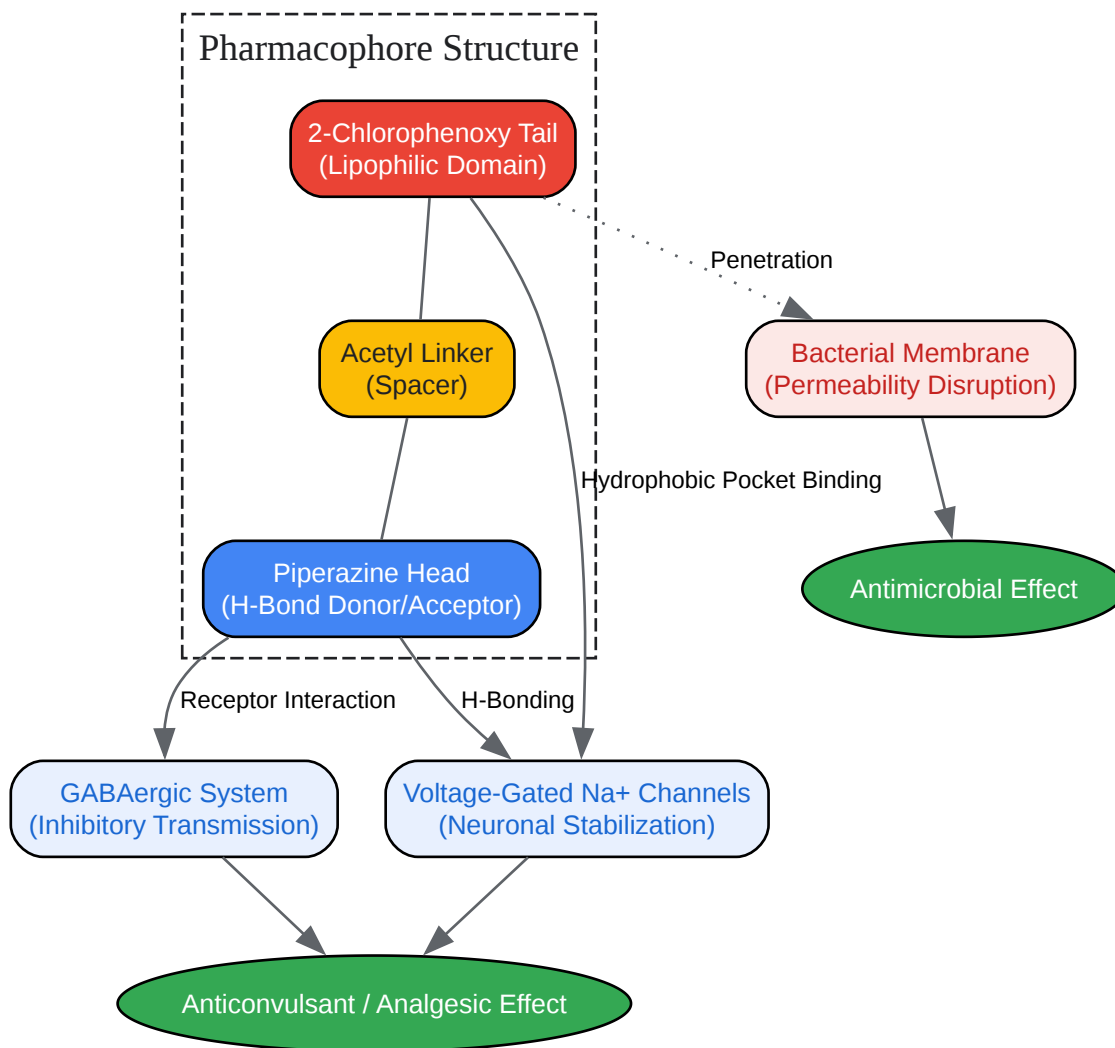 Pharmacophore Structure
2-Chlorophenoxy Tail
(Lipophilic Domain)
Penetration
Acetyl Linker
(Spacer)
Bacterial Membrane
(Permeability Disruption)
Hydrophobic Pocket Binding
Piperazine Head
(H-Bond Donor/Acceptor)
Antimicrobial Effect
Receptor Interaction
H-Bonding
GABAergic System
(Inhibitory Transmission)
Voltage-Gated Na+ Channels
(Neuronal Stabilization)
Anticonvulsant / Analgesic Effect